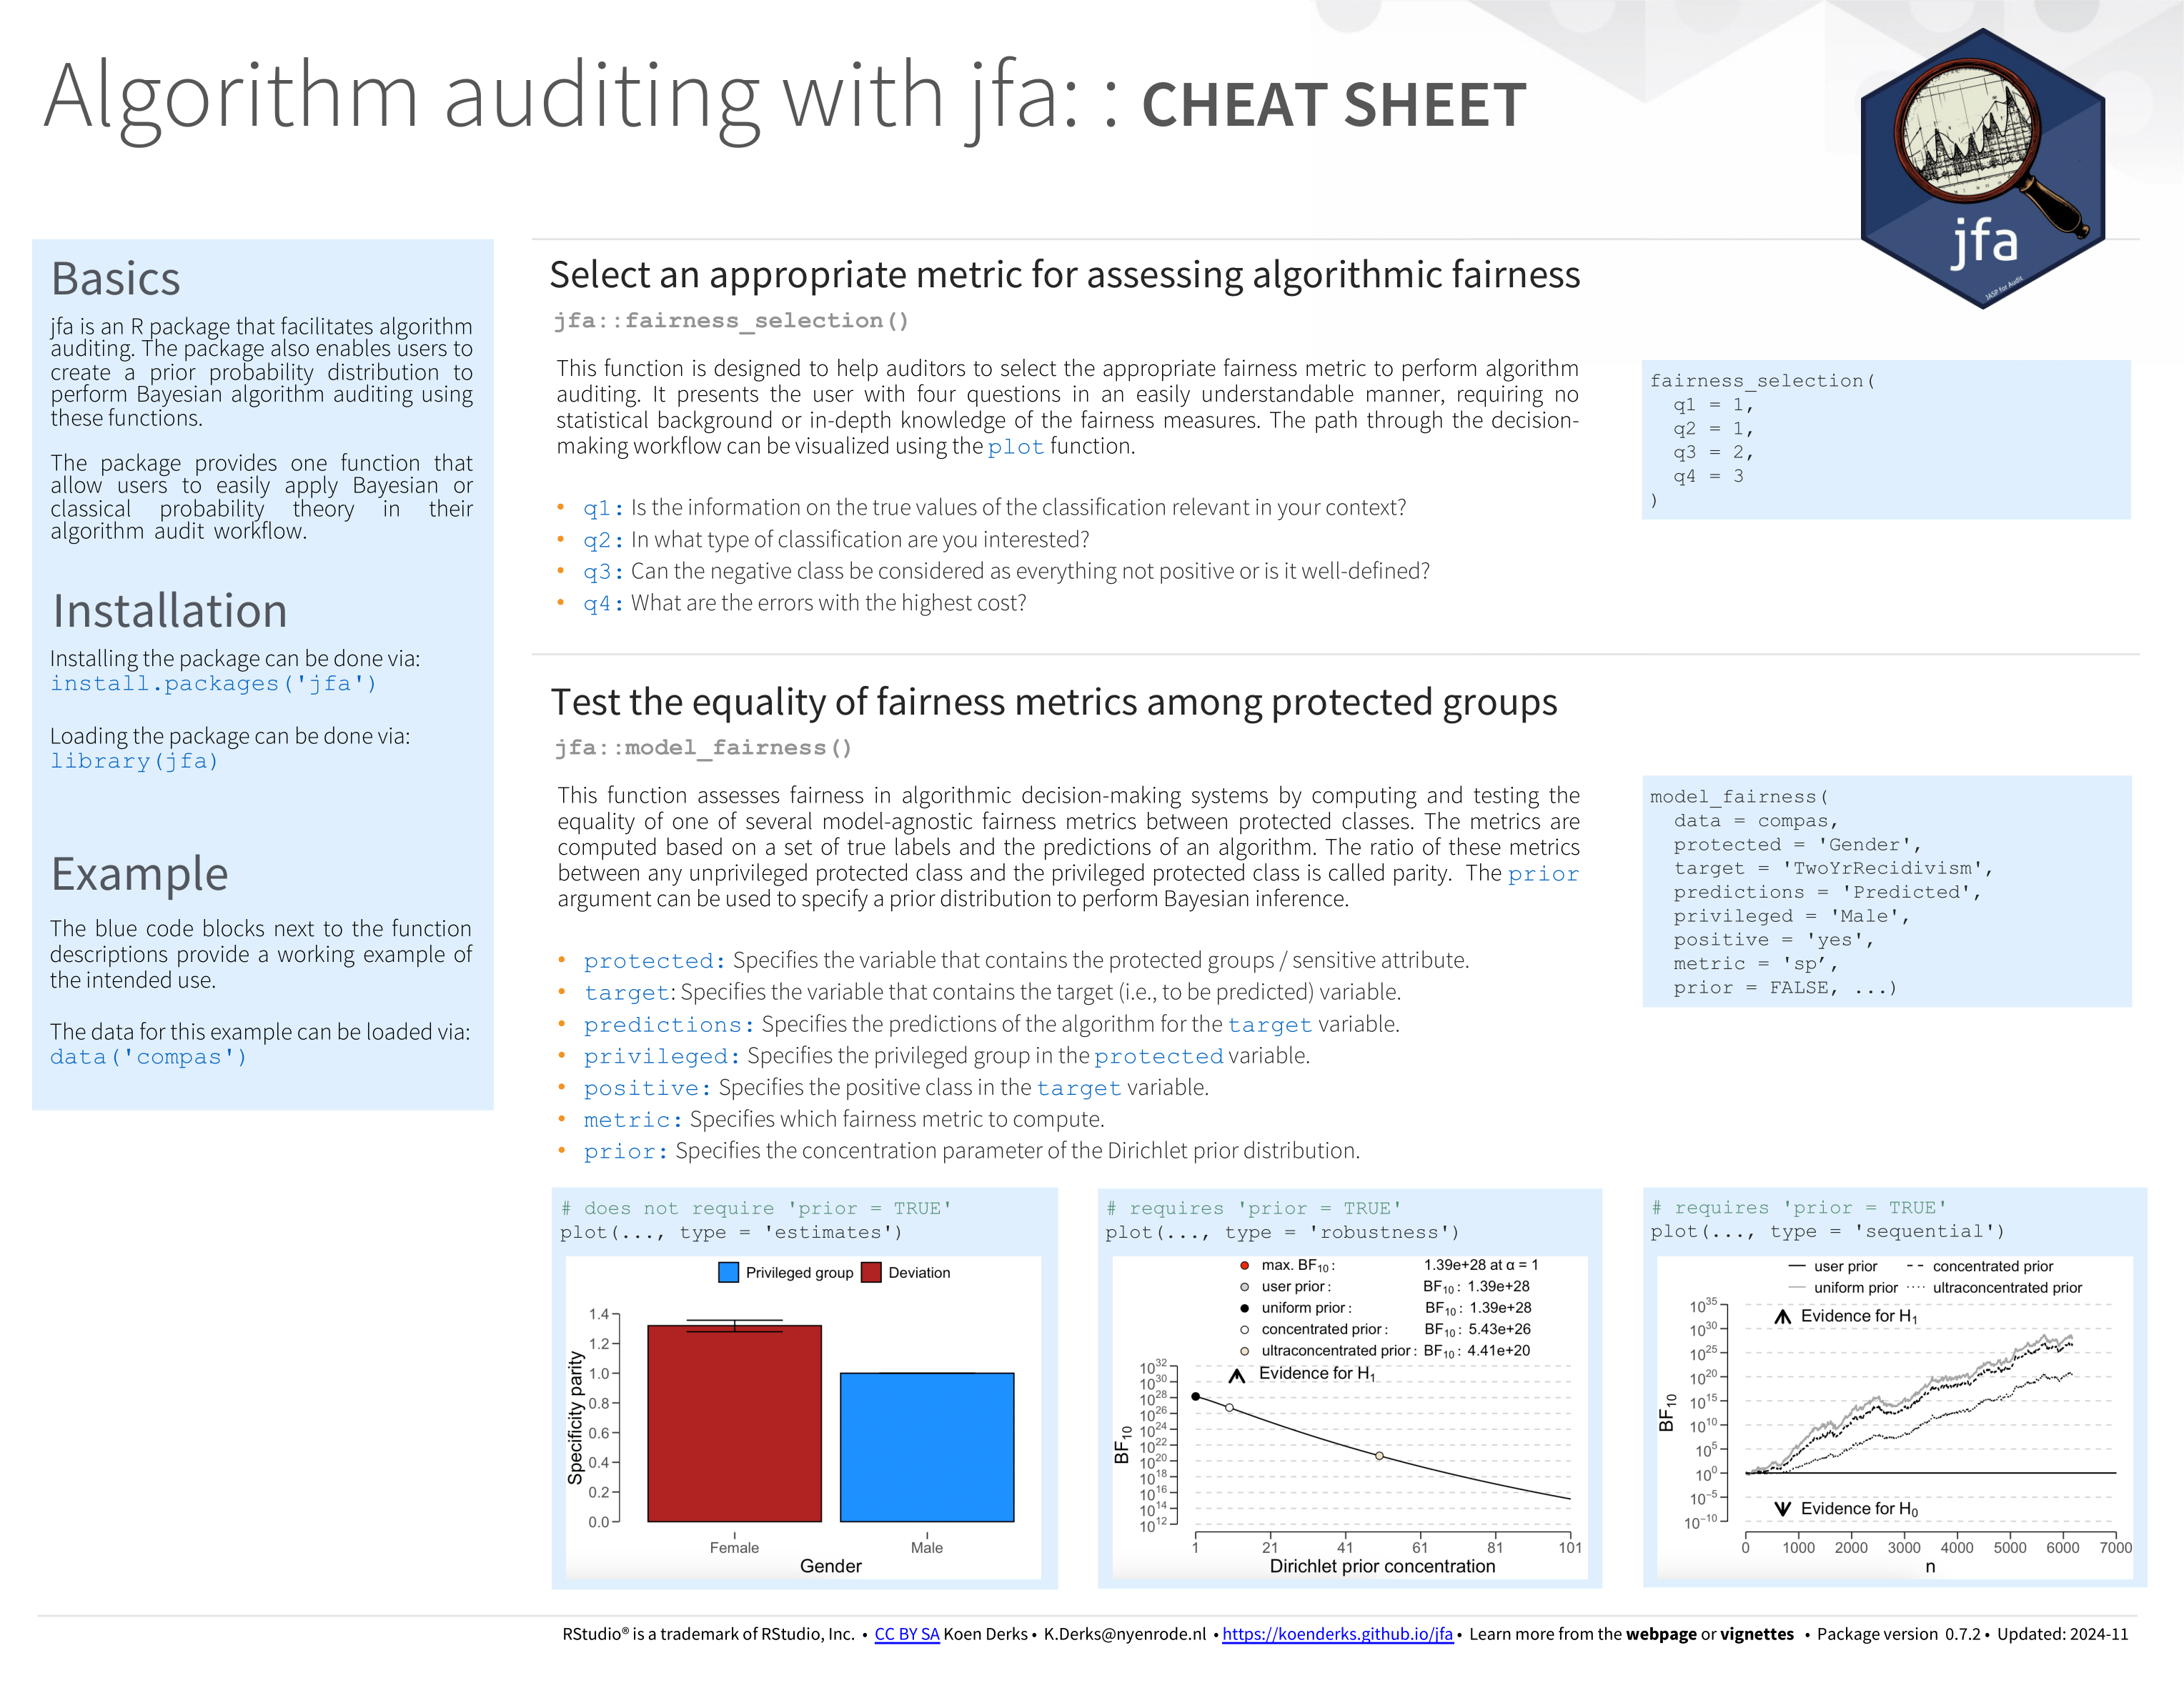 Algorithm auditing with jfa: : CHEAT SHEET
jfa
JASP for Audit
Basics
jfa is an R package that facilitates algorithm
auditing. The package also enables users to
create a prior probability distribution to
perform Bayesian algorithm auditing using
these functions.
The package provides one function that
allow users to easily apply Bayesian or
classical probability theory in their
algorithm audit workflow.
Installation
Installing the package can be done via:
install.packages('jfa')
Loading the package can be done via:
library(jfa)
Example
The blue code blocks next to the function
descriptions provide a working example of
the intended use.
The data for this example can be loaded via:
data('compas')
Select an appropriate metric for assessing algorithmic fairness
jfa::fairness_selection()
This function is designed to help auditors to select the appropriate fairness metric to perform algorithm
auditing. It presents the user with four questions in an easily understandable manner, requiring no
statistical background or in-depth knowledge of the fairness measures. The path through the decision-
making workflow can be visualized using the plot function.
• q1: Is the information on the true values of the classification relevant in your context?
• q2: In what type of classification are you interested?
• q3: Can the negative class be considered as everything not positive or is it well-defined?
• q4: What are the errors with the highest cost?
fairness_selection(
q1 = 1,
q2 = 1,
q3 = 2,
q4 = 3
)
Test the equality of fairness metrics among protected groups
jfa::model_fairness()
This function assesses fairness in algorithmic decision-making systems by computing and testing the
equality of one of several model-agnostic fairness metrics between protected classes. The metrics are
computed based on a set of true labels and the predictions of an algorithm. The ratio of these metrics
between any unprivileged protected class and the privileged protected class is called parity. The prior
argument can be used to specify a prior distribution to perform Bayesian inference.
• protected: Specifies the variable that contains the protected groups / sensitive attribute.
• target: Specifies the variable that contains the target (i.e., to be predicted) variable.
• predictions: Specifies the predictions of the algorithm for the target variable.
• privileged: Specifies the privileged group in the protected variable.
• positive: Specifies the positive class in the target variable.
• metric: Specifies which fairness metric to compute.
• prior: Specifies the concentration parameter of the Dirichlet prior distribution.
model_fairness(
data = compas,
protected = 'Gender',
target = 'TwoYrRecidivism',
predictions = 'Predicted',
privileged = 'Male',
positive = 'yes',
metric = 'sp’,
prior = FALSE, ...)
# does not require 'prior = TRUE'
plot(..., type = 'estimates')
Privileged group Deviation
Specificity parity
1.4
1.2
1.0
0.8
0.6
0.4
0.2
0.0
Female Male
Gender
# requires 'prior = TRUE'
plot(..., type = 'robustness')
max. BF10 : 1.39e+28 at α = 1
user prior : BF10 : 1.39e+28
uniform prior : BF10 : 1.39e+28
concentrated prior : BF10 : 5.43e+26
ultraconcentrated prior : BF10 : 4.41e+20
Evidence for H1
BF10
10^32
10^30
10^28
10^26
10^24
10^22
10^20
10^18
10^16
10^14
10^12
1 21 41 61 81 101
Dirichlet prior concentration
# requires 'prior = TRUE'
plot(..., type = 'sequential')
user prior concentrated prior
uniform prior ultraconcentrated prior
Evidence for H1
BF10
10^35
10^30
10^25
10^20
10^15
10^10
10^5
10^0
10^−5
10^−10
Evidence for H0
0 1000 2000 3000 4000 5000 6000 7000
n
RStudio® is a trademark of RStudio, Inc. • CC BY SA Koen Derks • K.Derks@nyenrode.nl • https://koenderks.github.io/jfa • Learn more from the webpage or vignettes • Package version 0.7.2 • Updated: 2024-11